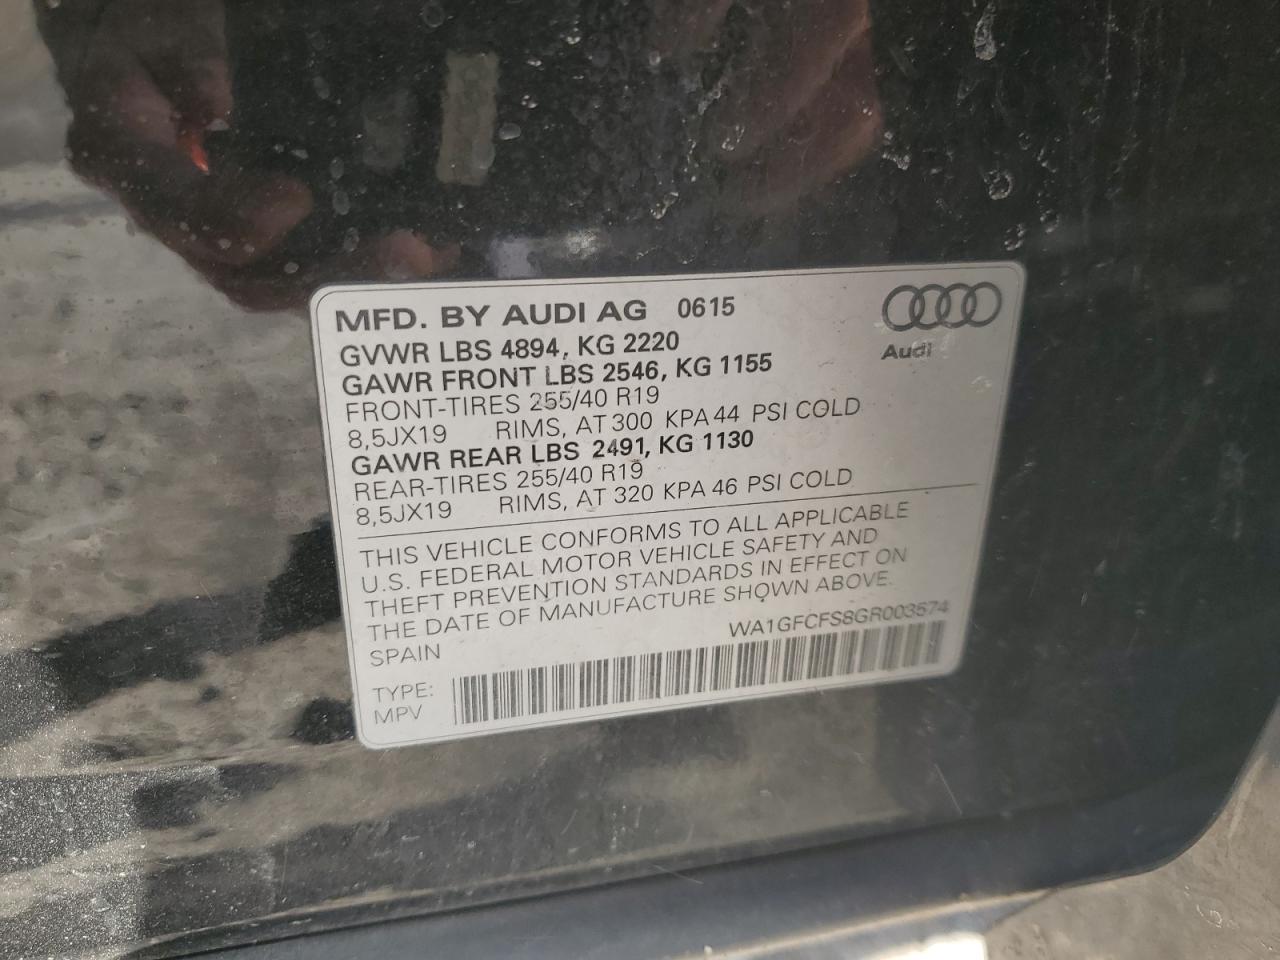 MFD. BY AUDI AG 0615
Audi
GVWR LBS 4894, KG 2220
GAWR FRONT LBS 2546, KG 1155
FRONT-TIRES 255/40 R19
8,5JX19 RIMS, AT 300 KPA 44 PSI COLD
GAWR REAR LBS 2491, KG 1130
REAR-TIRES 255/40 R19
8,5JX19 RIMS, AT 320 KPA 46 PSI COLD
THIS VEHICLE CONFORMS TO ALL APPLICABLE
U.S. FEDERAL MOTOR VEHICLE SAFETY AND
THEFT PREVENTION STANDARDS IN EFFECT ON
THE DATE OF MANUFACTURE SHOWN ABOVE.
SPAIN WA1GFCFS8GR003574
TYPE:
MPV